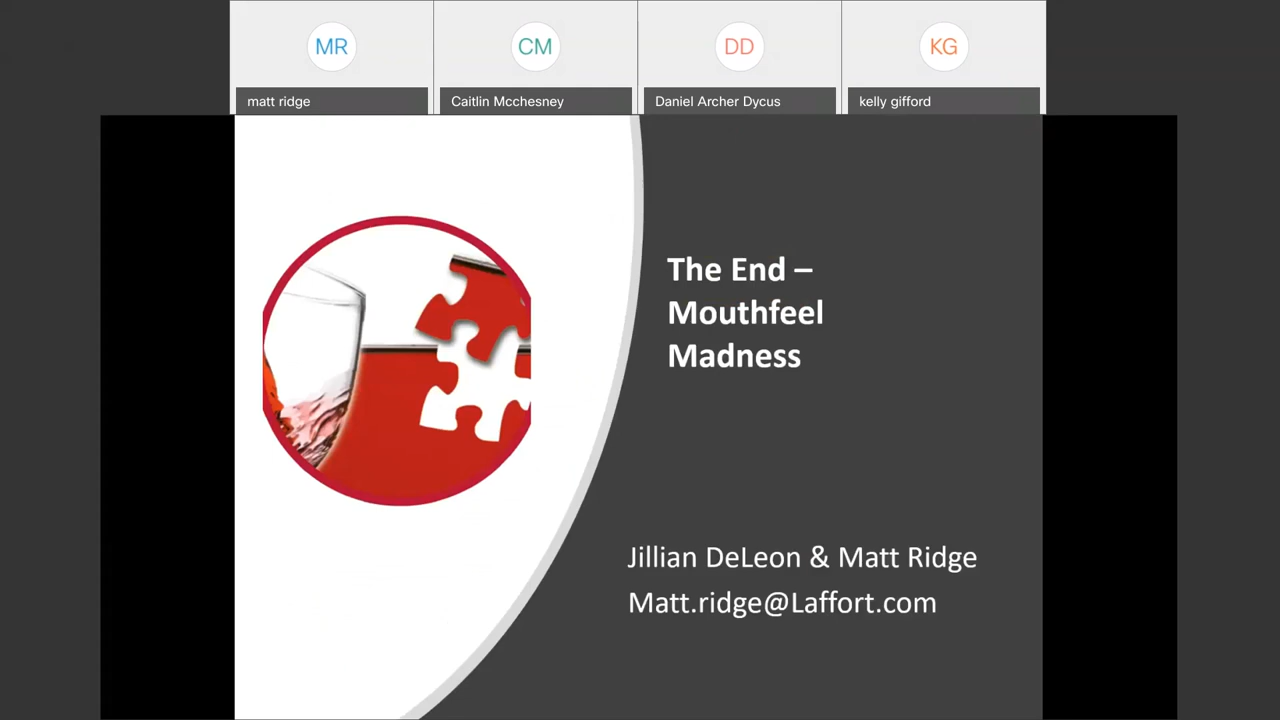 MR
CM
DD
KG
matt ridge
Caitlin Mcchesney
Daniel Archer Dycus
kelly gifford
The End –
Mouthfeel
Madness
Jillian DeLeon & Matt Ridge
Matt.ridge@Laffort.com